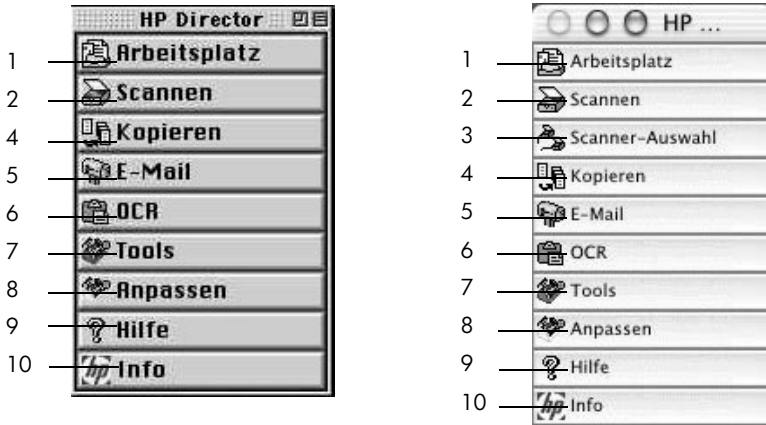 HP Director
1 Arbeitsplatz
2 Scannen
4 Kopieren
5 E-Mail
6 OCR
7 Tools
8 Anpassen
9 Hilfe
10 hp Info
HP ...
1 Arbeitsplatz
2 Scannen
3 Scanner-Auswahl
4 Kopieren
5 E-Mail
6 OCR
7 Tools
8 Anpassen
9 Hilfe
10 hp Info